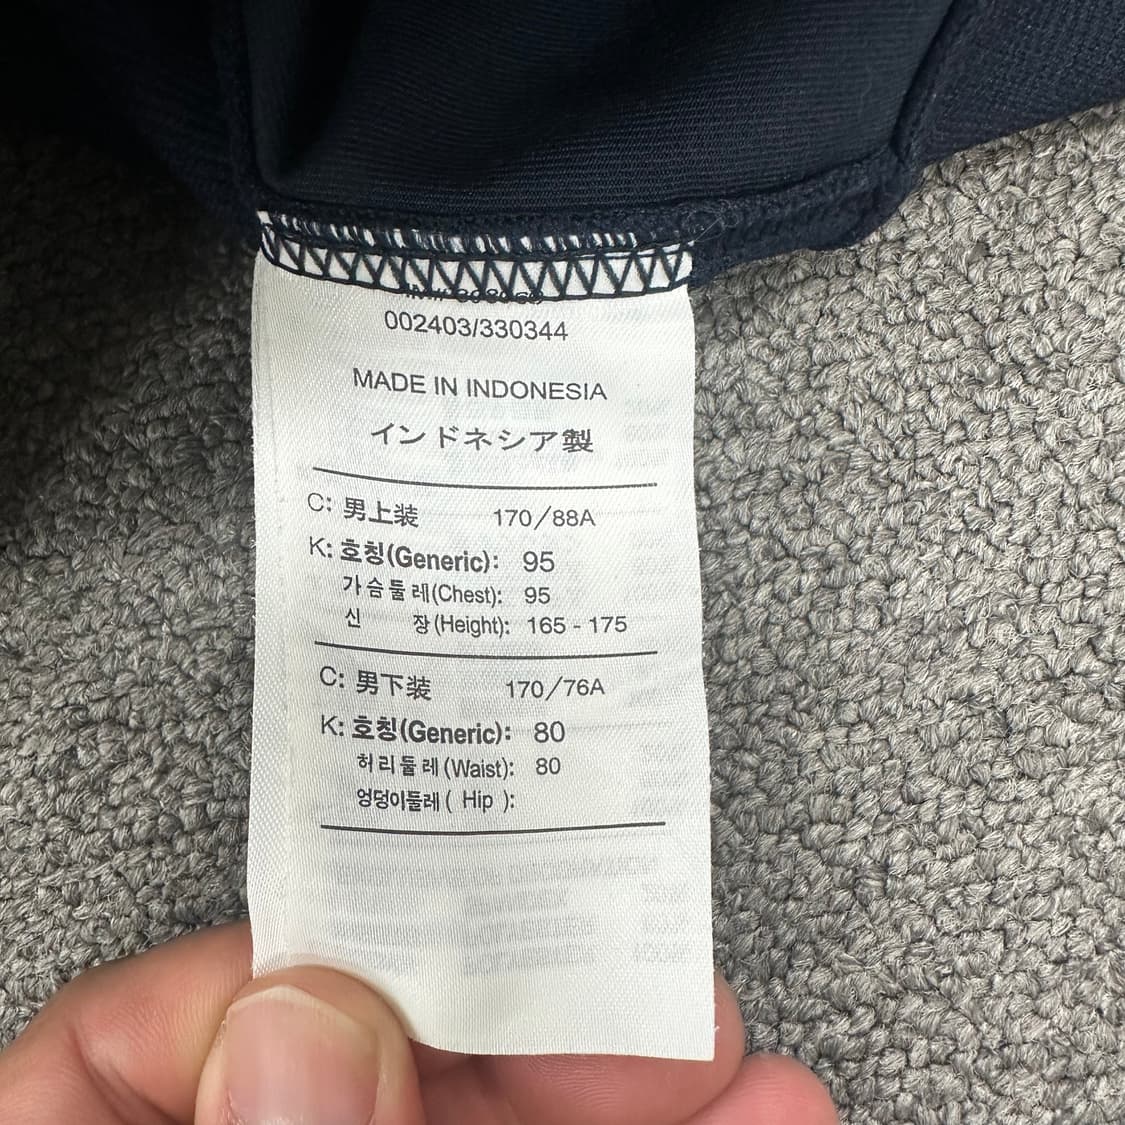 002403/330344
MADE IN INDONESIA
インドネシア製
C: 男上装 170/88A
K: 호칭(Generic): 95
가슴둘레(Chest): 95
신 장(Height): 165 - 175
C: 男下装 170/76A
K: 호칭(Generic): 80
허리둘레(Waist): 80
엉덩이둘레( Hip ):